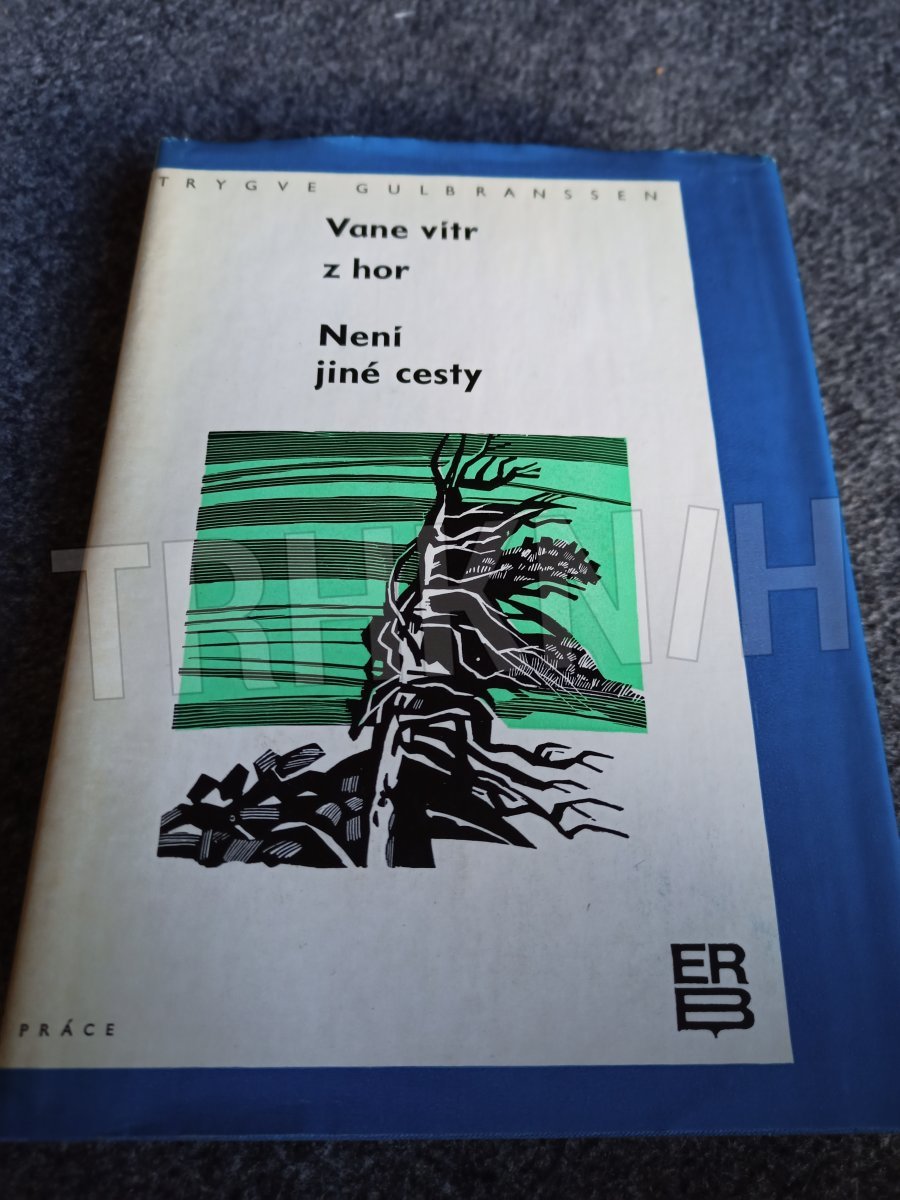 TRYGVE GULBRANSSEN
Vane vítr
z hor
Není
jiné cesty
TRHKNIH
PRÁCE
ER
B